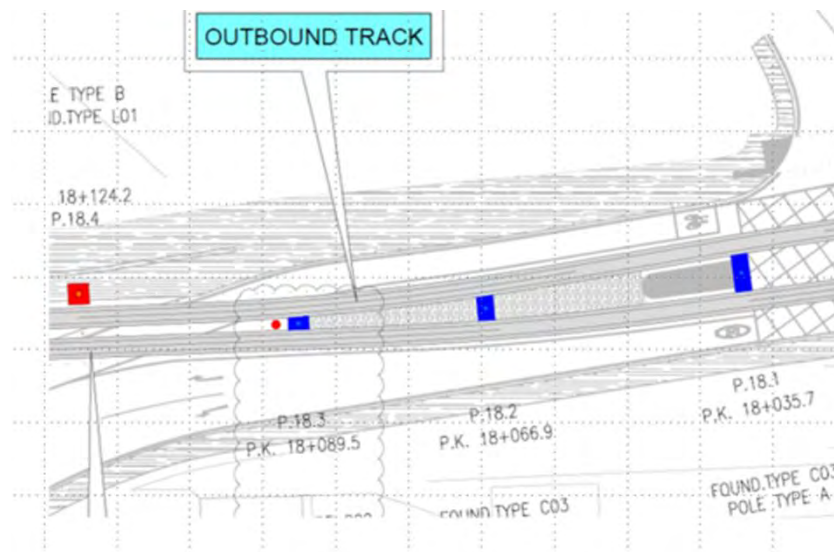 OUTBOUND TRACK
E TYPE B
ID.TYPE L01
18+124.2
P.18.4
P.18.3
P.K. 18+089.5
P.18.2
P.K. 18+066.9
P.18.1
P.K. 18+035.7
FOUND.TYPE C03
FOUND.TYPE C03
POLE TYPE A